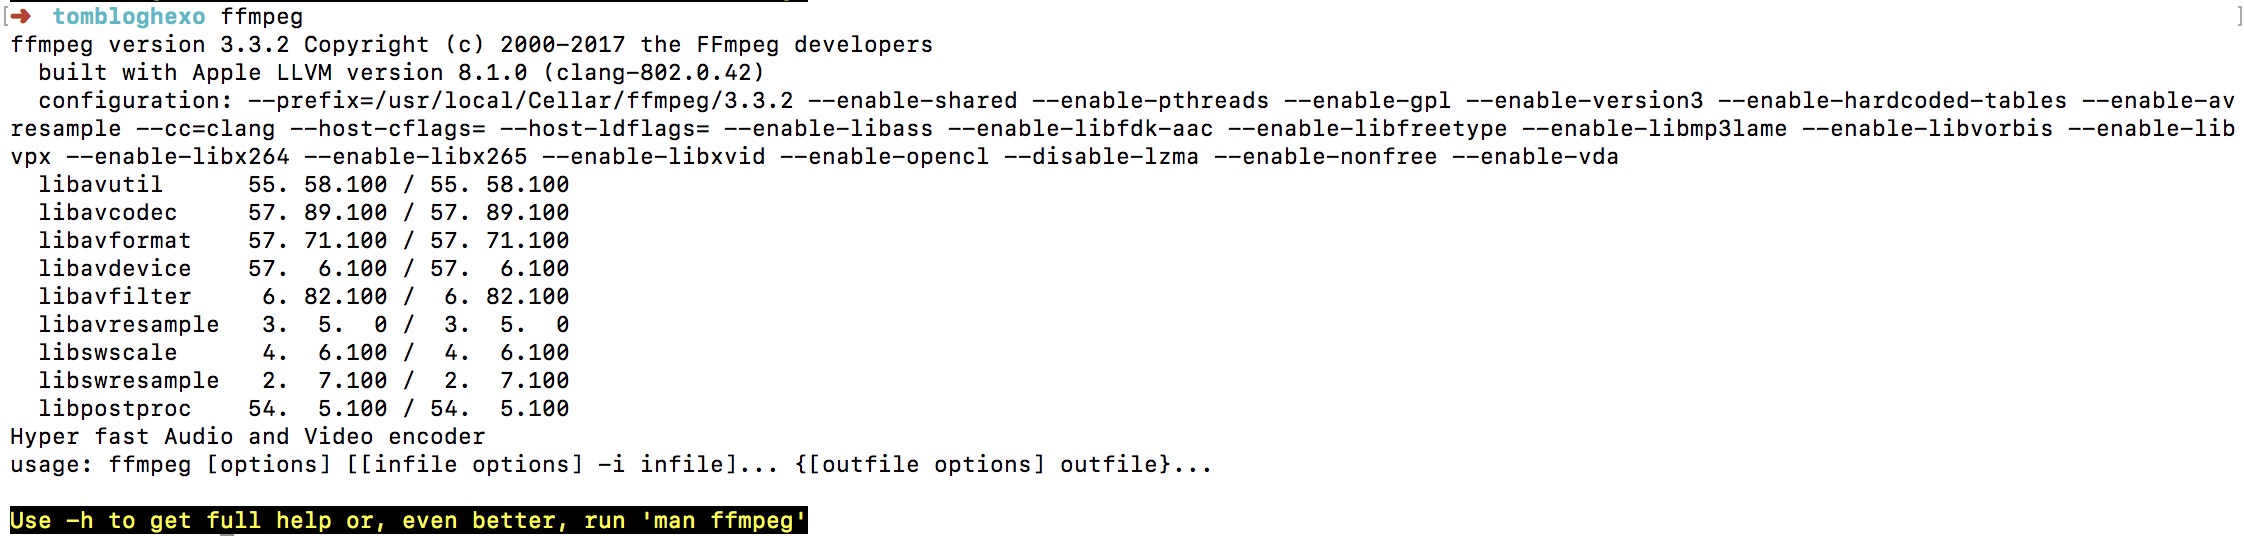 [➜  tombloghexo ffmpeg ]
ffmpeg version 3.3.2 Copyright (c) 2000-2017 the FFmpeg developers
  built with Apple LLVM version 8.1.0 (clang-802.0.42)
  configuration: --prefix=/usr/local/Cellar/ffmpeg/3.3.2 --enable-shared --enable-pthreads --enable-gpl --enable-version3 --enable-hardcoded-tables --enable-av
resample --cc=clang --host-cflags= --host-ldflags= --enable-libass --enable-libfdk-aac --enable-libfreetype --enable-libmp3lame --enable-libvorbis --enable-lib
vpx --enable-libx264 --enable-libx265 --enable-libxvid --enable-opencl --disable-lzma --enable-nonfree --enable-vda
  libavutil      55. 58.100 / 55. 58.100
  libavcodec     57. 89.100 / 57. 89.100
  libavformat    57. 71.100 / 57. 71.100
  libavdevice    57.  6.100 / 57.  6.100
  libavfilter     6. 82.100 /  6. 82.100
  libavresample   3.  5.  0 /  3.  5.  0
  libswscale      4.  6.100 /  4.  6.100
  libswresample   2.  7.100 /  2.  7.100
  libpostproc    54.  5.100 / 54.  5.100
Hyper fast Audio and Video encoder
usage: ffmpeg [options] [[infile options] -i infile]... {[outfile options] outfile}...

Use -h to get full help or, even better, run 'man ffmpeg'